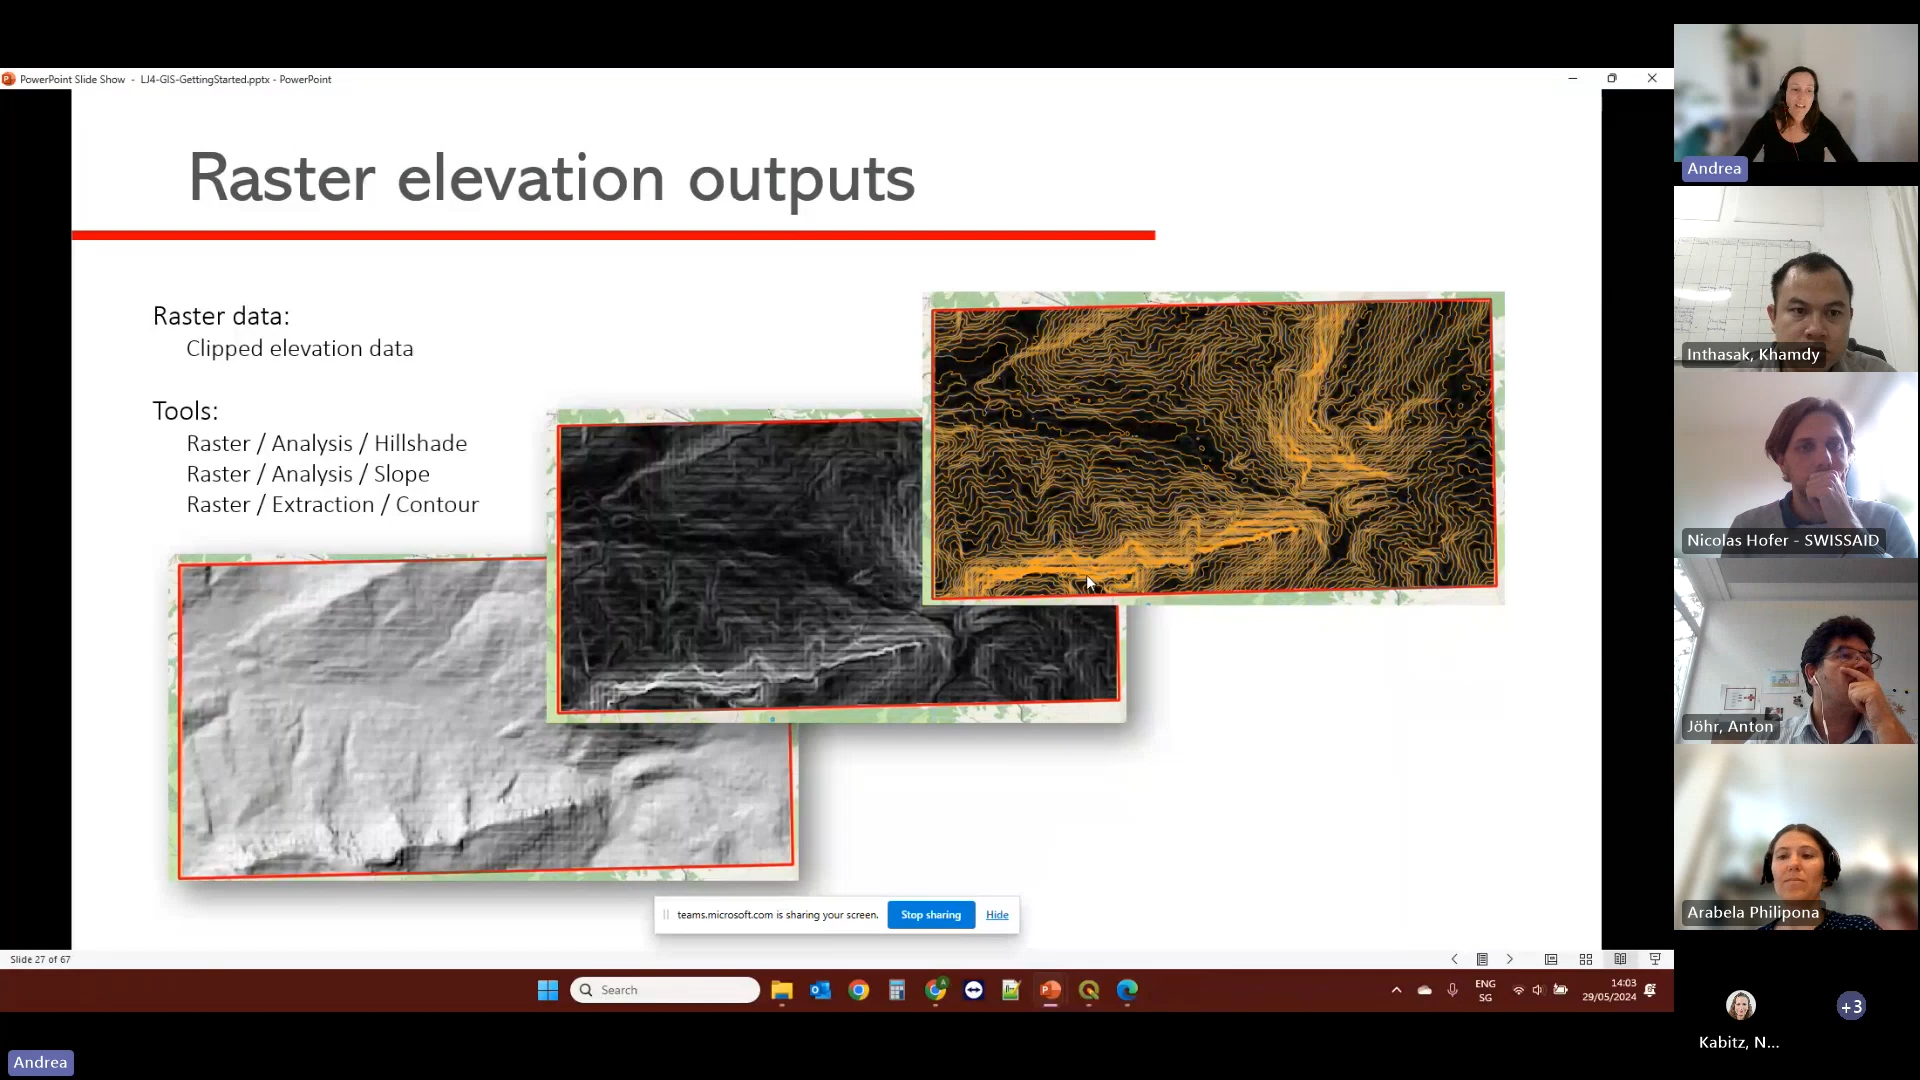 PowerPoint Slide Show - LJ4-GIS-GettingStarted.pptx - PowerPoint
Raster elevation outputs
Raster data:
Clipped elevation data
Tools:
Raster / Analysis / Hillshade
Raster / Analysis / Slope
Raster / Extraction / Contour
teams.microsoft.com is sharing your screen.
Stop sharing
Hide
Slide 27 of 67
Search
ENG
SG
14:03
29/05/2024
Andrea
Andrea
Inthasak, Khamdy
Nicolas Hofer - SWISSAID
Jöhr, Anton
Arabela Philipona
+3
Kabitz, N...